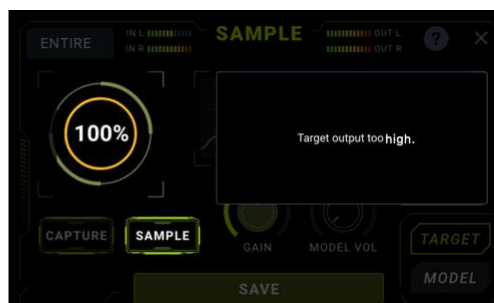 ENTIRE
IN L
IN R
SAMPLE
OUT L
OUT R
?
×
100%
Target output too high.
CAPTURE
SAMPLE
GAIN
MODEL VOL
TARGET
MODEL
SAVE